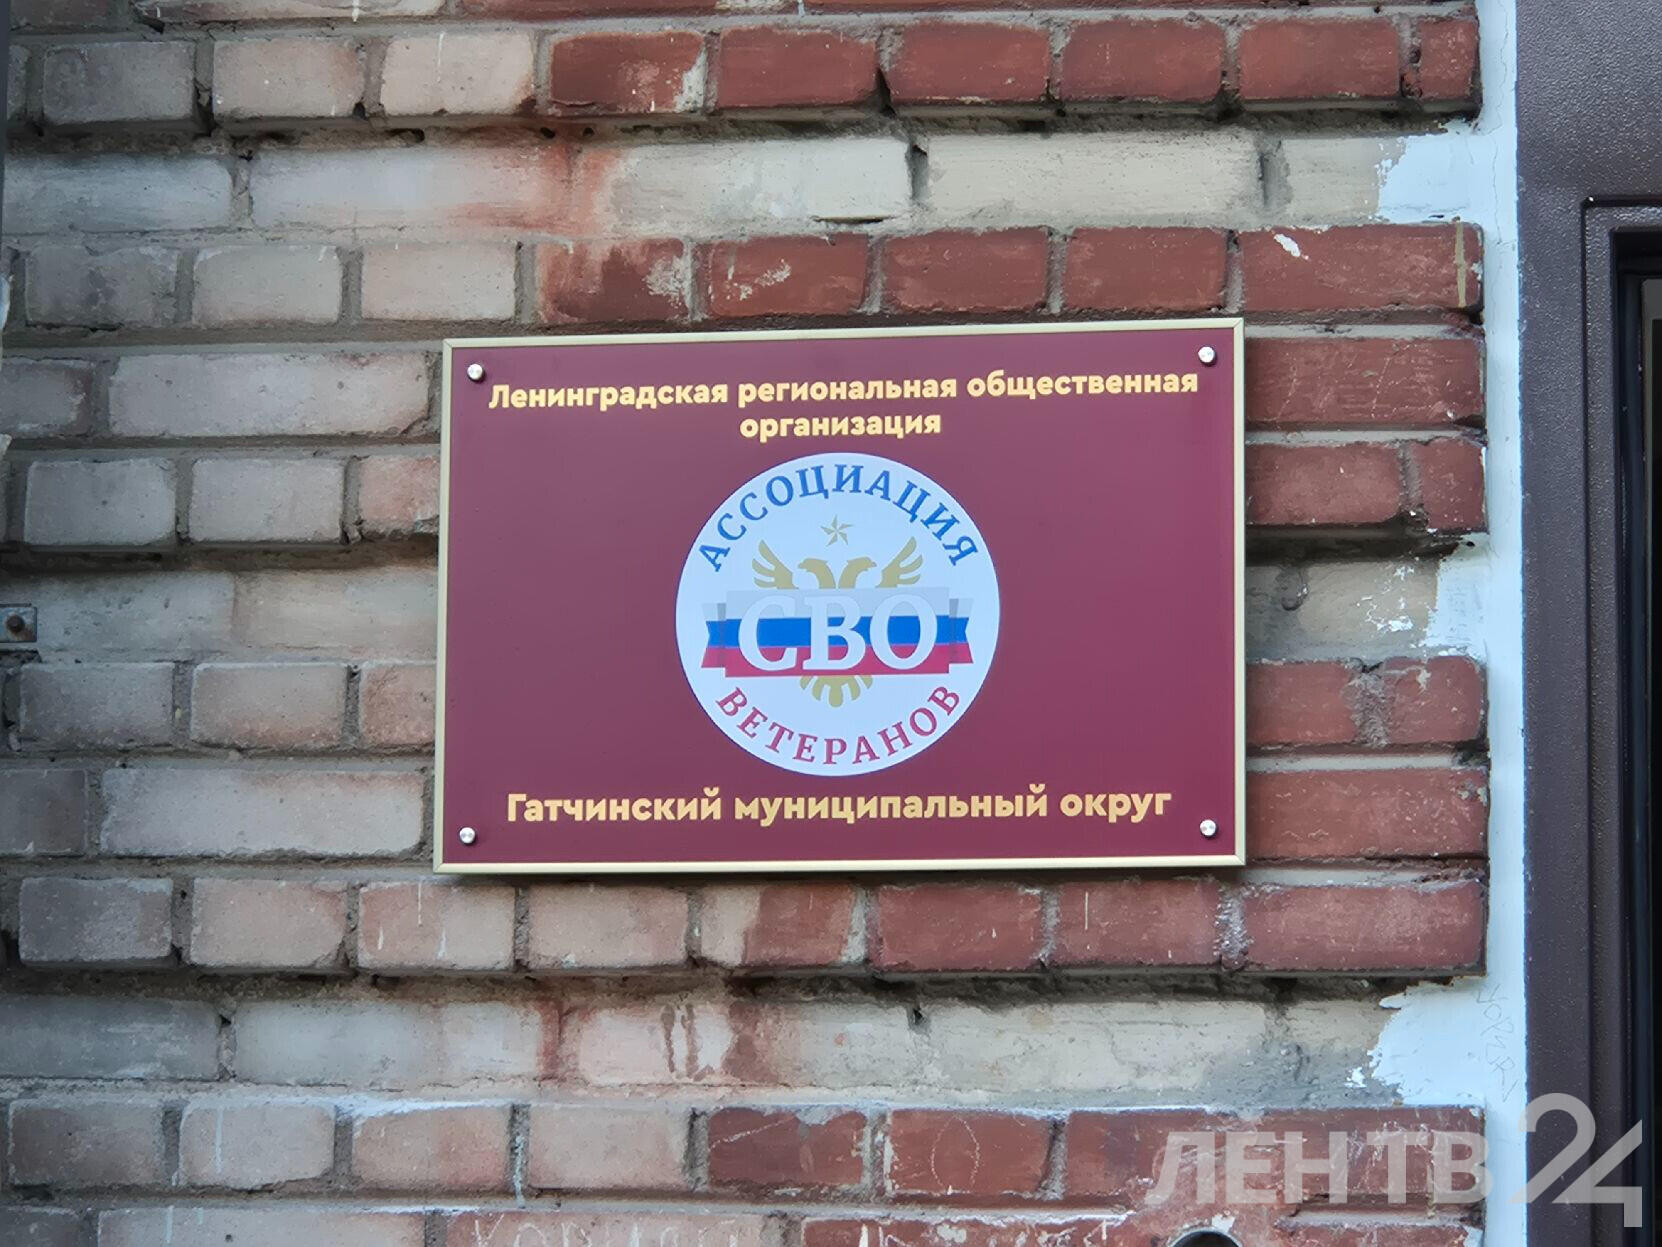 Ленинградская региональная общественная
организация
АССОЦИАЦИЯ
СВО
ВЕТЕРАНОВ
Гатчинский муниципальный округ
ЛЕН ТВ 24